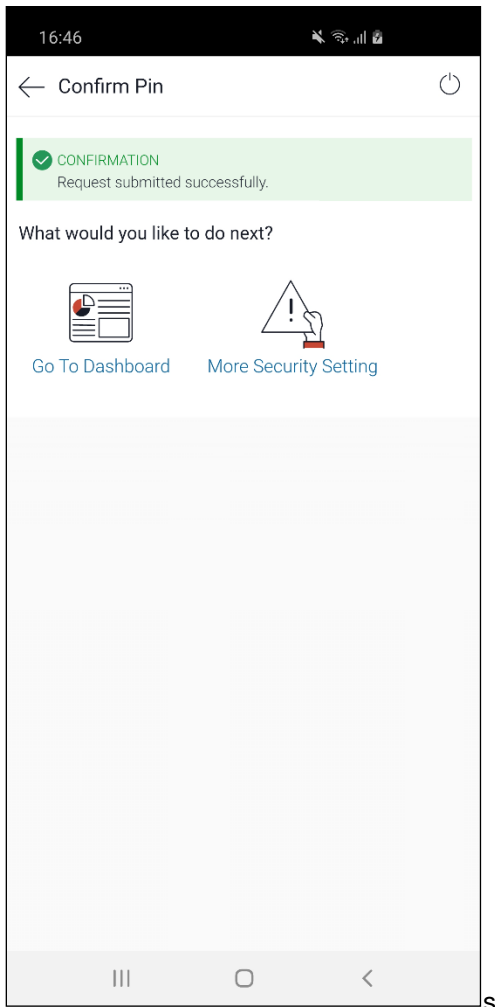 16:46
Confirm Pin
CONFIRMATION
Request submitted successfully.
What would you like to do next?
Go To Dashboard
More Security Setting
s